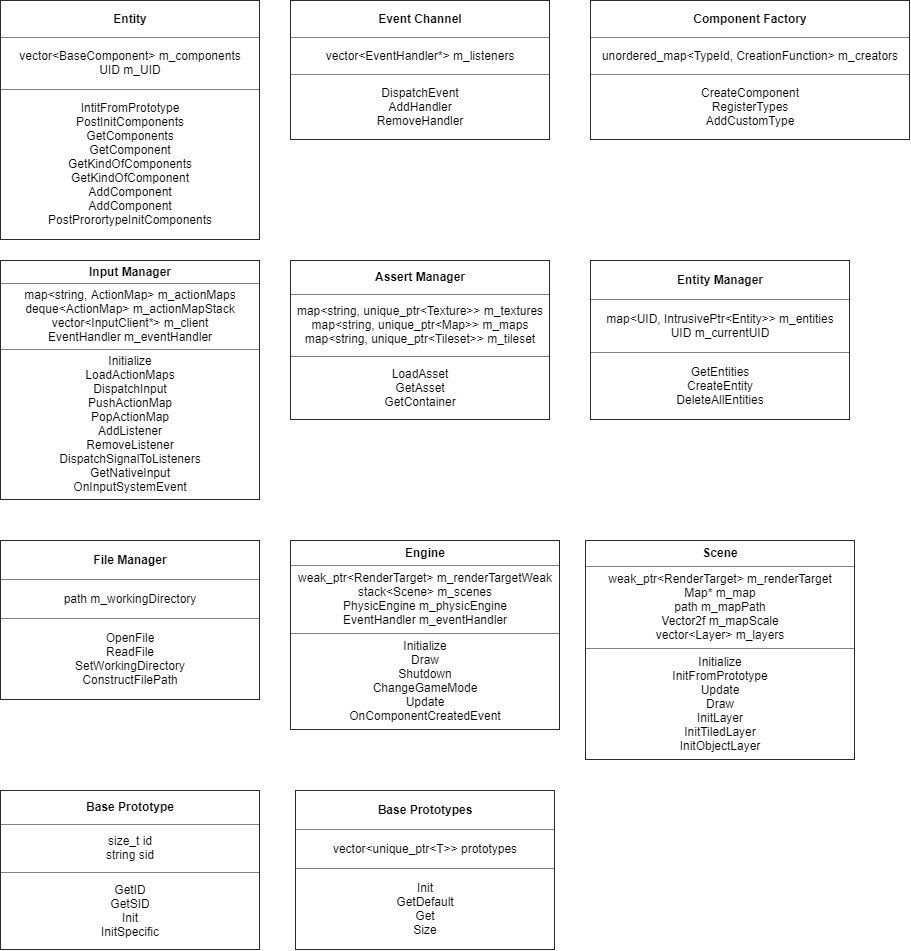 Entity
vector<BaseComponent> m_components
UID m_UID
IntitFromPrototype
PostInitComponents
GetComponents
GetComponent
GetKindOfComponents
GetKindOfComponent
AddComponent
AddComponent
PostProrortypeInitComponents
Event Channel
vector<EventHandler*> m_listeners
DispatchEvent
AddHandler
RemoveHandler
Component Factory
unordered_map<TypeId, CreationFunction> m_creators
CreateComponent
RegisterTypes
AddCustomType
Input Manager
map<string, ActionMap> m_actionMaps
deque<ActionMap> m_actionMapStack
vector<InputClient*> m_client
EventHandler m_eventHandler
Initialize
LoadActionMaps
DispatchInput
PushActionMap
PopActionMap
AddListener
RemoveListener
DispatchSignalToListeners
GetNativeInput
OnInputSystemEvent
Assert Manager
map<string, unique_ptr<Texture>> m_textures
map<string, unique_ptr<Map>> m_maps
map<string, unique_ptr<Tileset>> m_tileset
LoadAsset
GetAsset
GetContainer
Entity Manager
map<UID, IntrusivePtr<Entity>> m_entities
UID m_currentUID
GetEntities
CreateEntity
DeleteAllEntities
File Manager
path m_workingDirectory
OpenFile
ReadFile
SetWorkingDirectory
ConstructFilePath
Engine
weak_ptr<RenderTarget> m_renderTargetWeak
stack<Scene> m_scenes
PhysicEngine m_physicEngine
EventHandler m_eventHandler
Initialize
Draw
Shutdown
ChangeGameMode
Update
OnComponentCreatedEvent
Scene
weak_ptr<RenderTarget> m_renderTarget
Map* m_map
path m_mapPath
Vector2f m_mapScale
vector<Layer> m_layers
Initialize
InitFromPrototype
Update
Draw
InitLayer
InitTiledLayer
InitObjectLayer
Base Prototype
size_t id
string sid
GetID
GetSID
Init
InitSpecific
Base Prototypes
vector<unique_ptr<T>> prototypes
Init
GetDefault
Get
Size